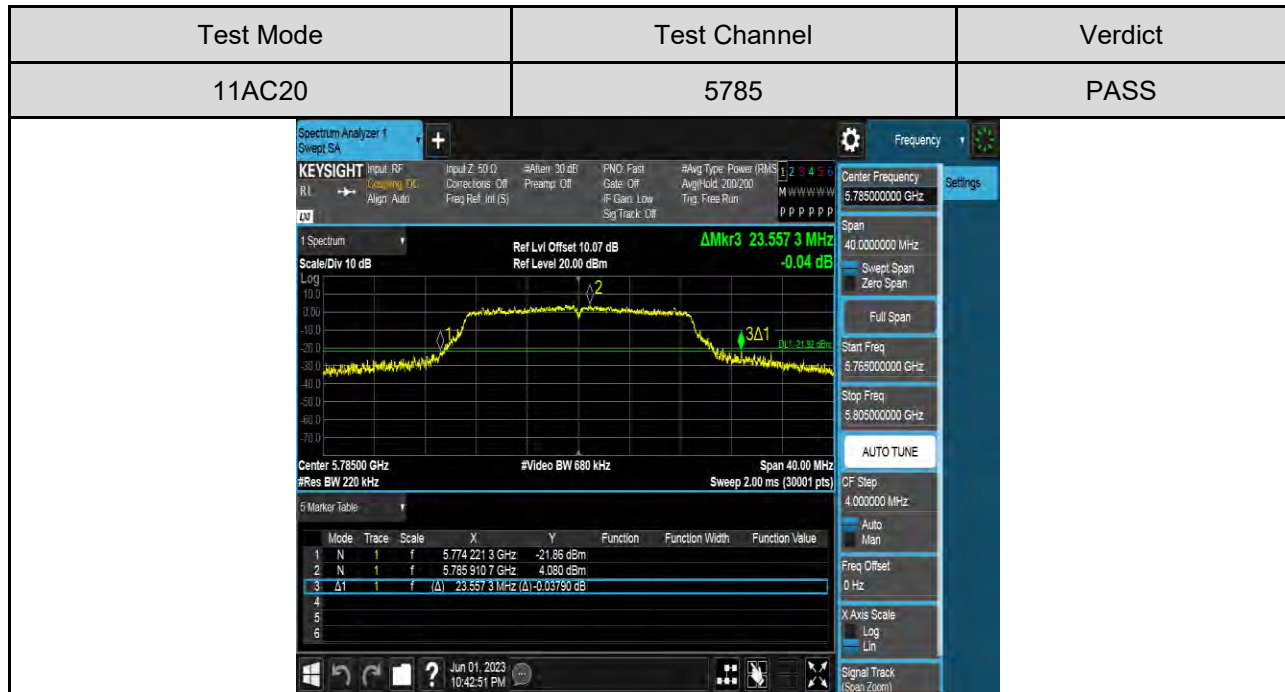 Test Mode Test Channel Verdict
11AC20 5785 PASS
Spectrum Analyzer 1
Swept SA
+
Frequency
KEYSIGHT Input: RF Input Z: 50 Ω #Atten: 30 dB PNO: Fast #Avg Type: Power (RMS 1 2 3 4 5 6
RL Coupling: DC Corrections: Off Preamp: Off Gate: Off Avg|Hold: 200/200 M W W W W W
Align: Auto Freq Ref: Int (S) IF Gain: Low Trig: Free Run
LXI Sig Track: Off P P P P P P
Center Frequency
5.785000000 GHz
Settings
Span
40.0000000 MHz
Swept Span
Zero Span
Full Span
Start Freq
5.765000000 GHz
Stop Freq
5.805000000 GHz
AUTO TUNE
CF Step
4.000000 MHz
Auto
Man
Freq Offset
0 Hz
X Axis Scale
Log
Lin
Signal Track
(Span Zoom)
1 Spectrum Ref Lvl Offset 10.07 dB ΔMkr3 23.557 3 MHz
Scale/Div 10 dB Ref Level 20.00 dBm -0.04 dB
Log
10.0
0.00
-10.0
-20.0
-30.0
-40.0
-50.0
-60.0
-70.0
1
2
3Δ1
DL1 -21.92 dBm
Center 5.78500 GHz #Video BW 680 kHz Span 40.00 MHz
#Res BW 220 kHz Sweep 2.00 ms (30001 pts)
5 Marker Table
Mode Trace Scale X Y Function Function Width Function Value
1 N 1 f 5.774 221 3 GHz -21.86 dBm
2 N 1 f 5.785 910 7 GHz 4.080 dBm
3 Δ1 1 f (Δ) 23.557 3 MHz (Δ) -0.03790 dB
4
5
6
? Jun 01, 2023
10:42:51 PM